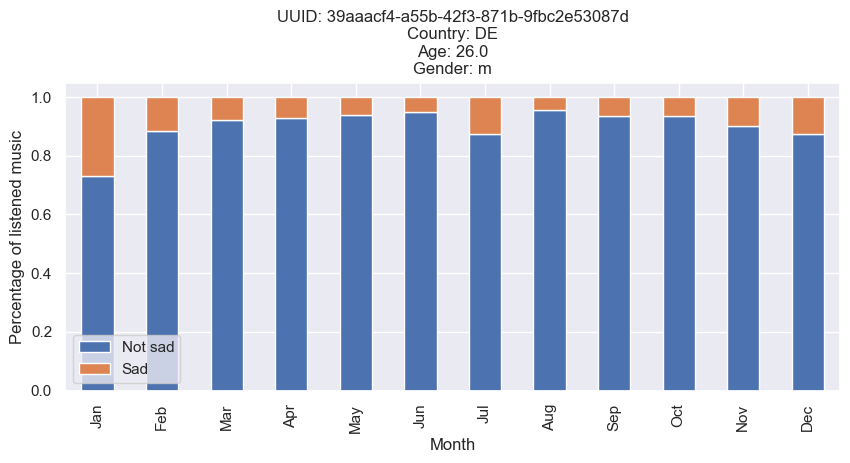 UUID: 39aaacf4-a55b-42f3-871b-9fbc2e53087d
Country: DE
Age: 26.0
Gender: m
Percentage of listened music
1.0
0.8
0.6
0.4
0.2
0.0
Not sad
Sad
Jan
Feb
Mar
Apr
May
Jun
Jul
Aug
Sep
Oct
Nov
Dec
Month